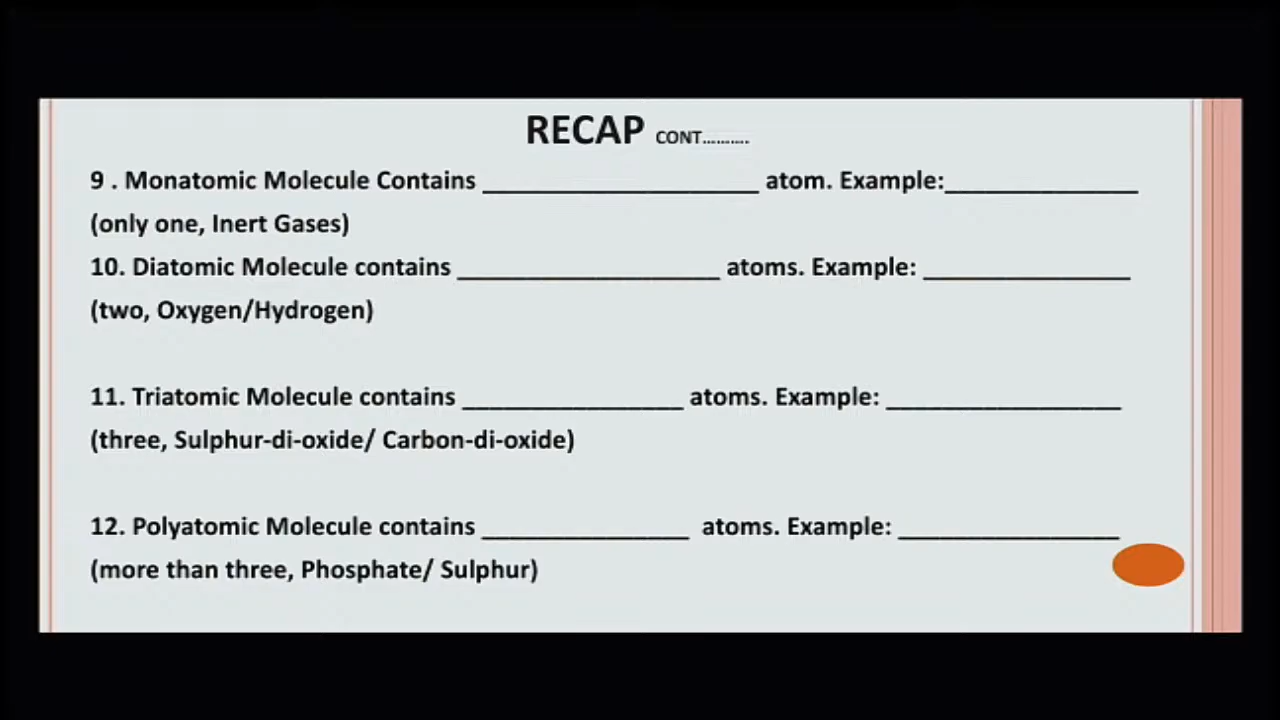 RECAP CONT..........
9 . Monatomic Molecule Contains ____________________ atom. Example:______________
(only one, Inert Gases)
10. Diatomic Molecule contains ___________________ atoms. Example: _______________
(two, Oxygen/Hydrogen)
11. Triatomic Molecule contains ________________ atoms. Example: _________________
(three, Sulphur-di-oxide/ Carbon-di-oxide)
12. Polyatomic Molecule contains _______________ atoms. Example: ________________
(more than three, Phosphate/ Sulphur)